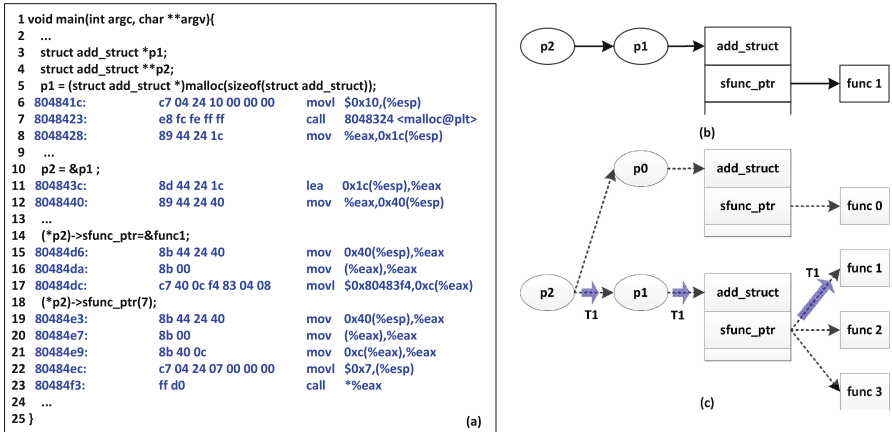 1 void main(int argc, char **argv){
2 ...
3 struct add_struct *p1;
4 struct add_struct **p2;
5 p1 = (struct add_struct *)malloc(sizeof(struct add_struct));
6 804841c: c7 04 24 10 00 00 00 movl $0x10,(%esp)
7 8048423: e8 fc fe ff ff call 8048324 <malloc@plt>
8 8048428: 89 44 24 1c mov %eax,0x1c(%esp)
9 ...
10 p2 = &p1 ;
11 804843c: 8d 44 24 1c lea 0x1c(%esp),%eax
12 8048440: 89 44 24 40 mov %eax,0x40(%esp)
13 ...
14 (*p2)->sfunc_ptr=&func1;
15 80484d6: 8b 44 24 40 mov 0x40(%esp),%eax
16 80484da: 8b 00 mov (%eax),%eax
17 80484dc: c7 40 0c f4 83 04 08 movl $0x80483f4,0xc(%eax)
18 (*p2)->sfunc_ptr(7);
19 80484e3: 8b 44 24 40 mov 0x40(%esp),%eax
20 80484e7: 8b 00 mov (%eax),%eax
21 80484e9: 8b 40 0c mov 0xc(%eax),%eax
22 80484ec: c7 04 24 07 00 00 00 movl $0x7,(%esp)
23 80484f3: ff d0 call *%eax
24 ...
25 }
(a)
p2 p1 add_struct
sfunc_ptr func 1
(b)
p0 add_struct
sfunc_ptr func 0
func 1
T1
p2 p1 add_struct
T1 T1
sfunc_ptr func 2
func 3
(c)